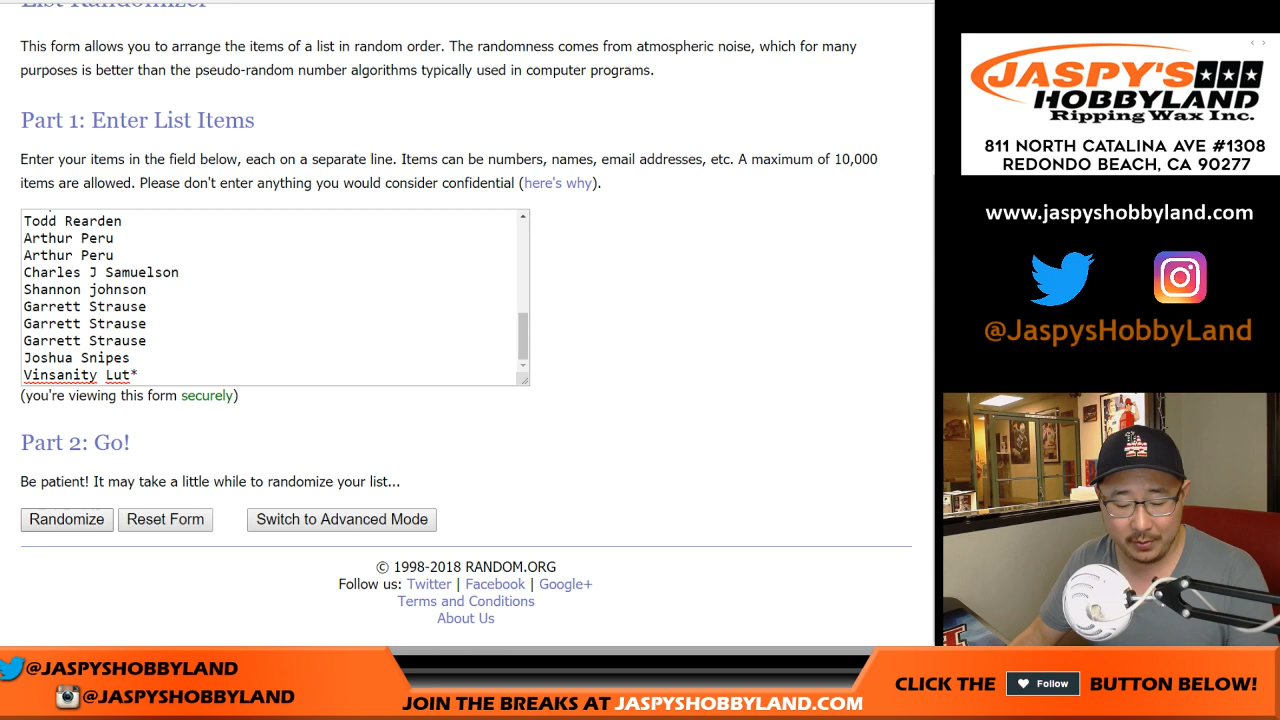 List Randomizer
This form allows you to arrange the items of a list in random order. The randomness comes from atmospheric noise, which for many
purposes is better than the pseudo-random number algorithms typically used in computer programs.
Part 1: Enter List Items
Enter your items in the field below, each on a separate line. Items can be numbers, names, email addresses, etc. A maximum of 10,000
items are allowed. Please don't enter anything you would consider confidential (here's why).
Todd Rearden
Arthur Peru
Arthur Peru
Charles J Samuelson
Shannon johnson
Garrett Strause
Garrett Strause
Garrett Strause
Joshua Snipes
Vinsanity Lut*
(you're viewing this form securely)
Part 2: Go!
Be patient! It may take a little while to randomize your list...
Randomize Reset Form Switch to Advanced Mode
© 1998-2018 RANDOM.ORG
Follow us: Twitter | Facebook | Google+
Terms and Conditions
About Us
JASPY'S
HOBBYLAND
Ripping Wax Inc.
811 NORTH CATALINA AVE #1308
REDONDO BEACH, CA 90277
www.jaspyshobbyland.com
@JaspysHobbyLand
@JASPYSHOBBYLAND
@JASPYSHOBBYLAND
JOIN THE BREAKS AT JASPYSHOBBYLAND.COM
CLICK THE Follow BUTTON BELOW!